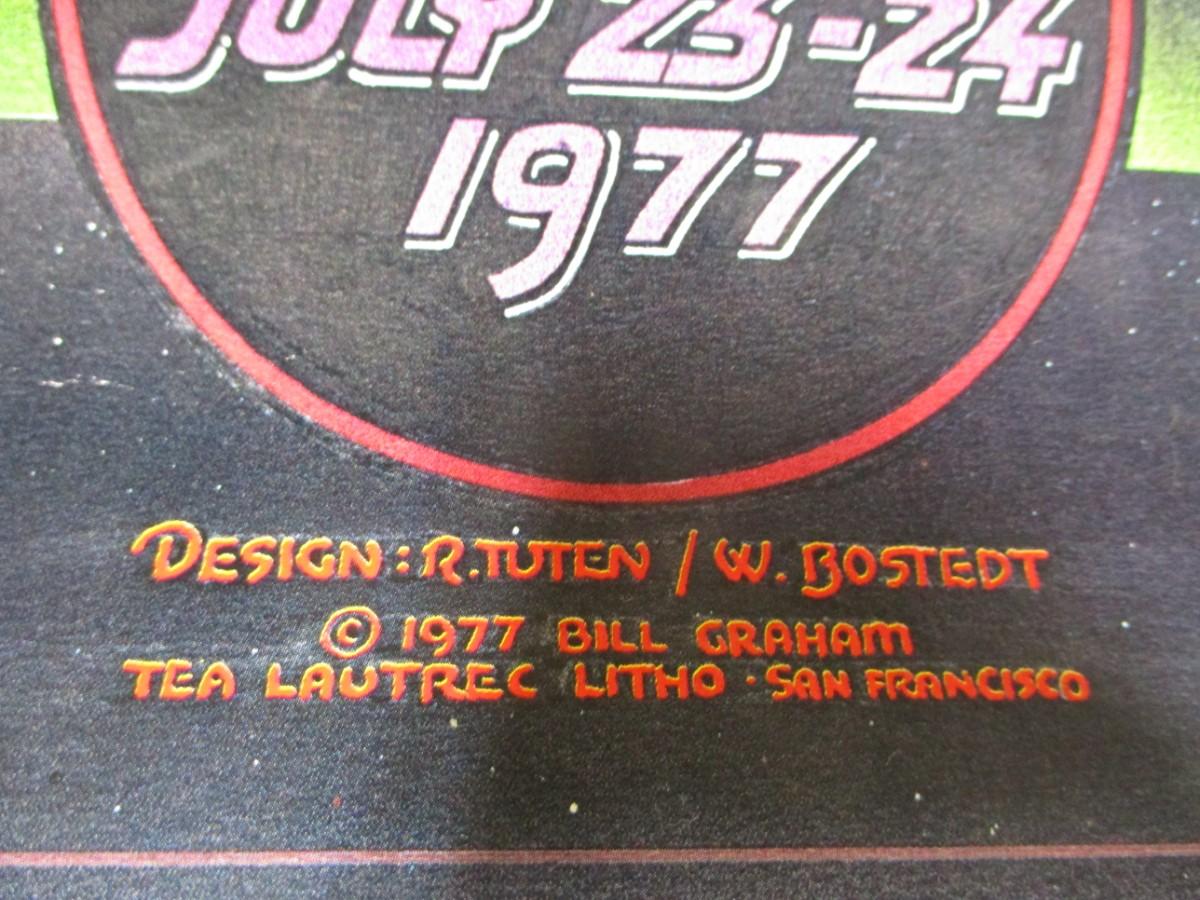 JULY 23-24
1977
DESIGN: R. TUTEN / W. BOSTEDT
© 1977 BILL GRAHAM
TEA LAUTREC LITHO · SAN FRANCISCO